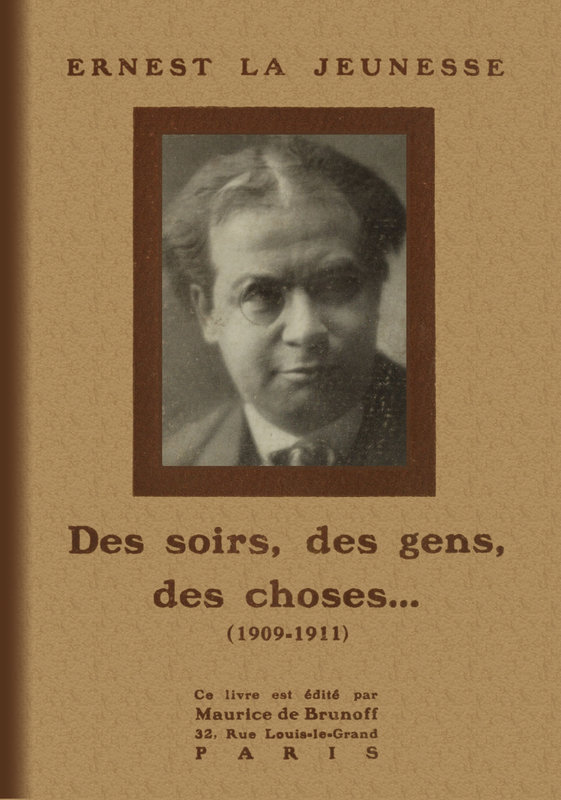 ERNEST LA JEUNESSE
Des soirs, des gens,
des choses...
(1909-1911)
Ce livre est édité par
Maurice de Brunoff
32, Rue Louis-le-Grand
PARIS